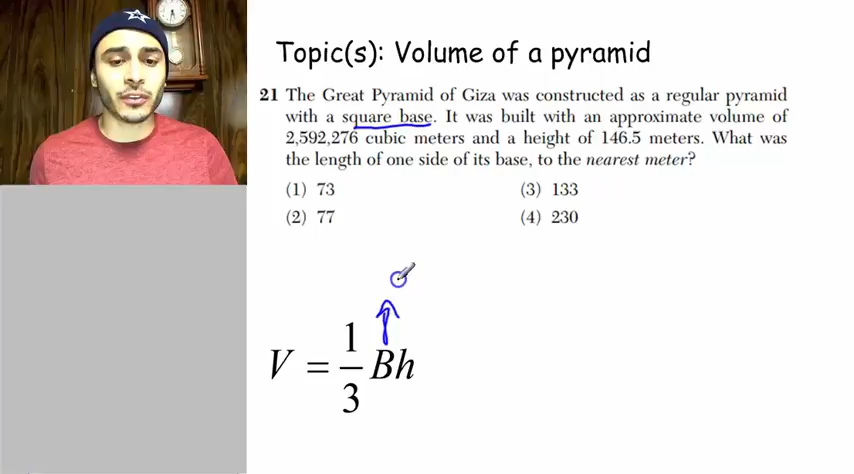 Topic(s): Volume of a pyramid
21 The Great Pyramid of Giza was constructed as a regular pyramid
with a square base. It was built with an approximate volume of
2,592,276 cubic meters and a height of 146.5 meters. What was
the length of one side of its base, to the nearest meter?
(1) 73 (3) 133
(2) 77 (4) 230
V = 1/3 Bh